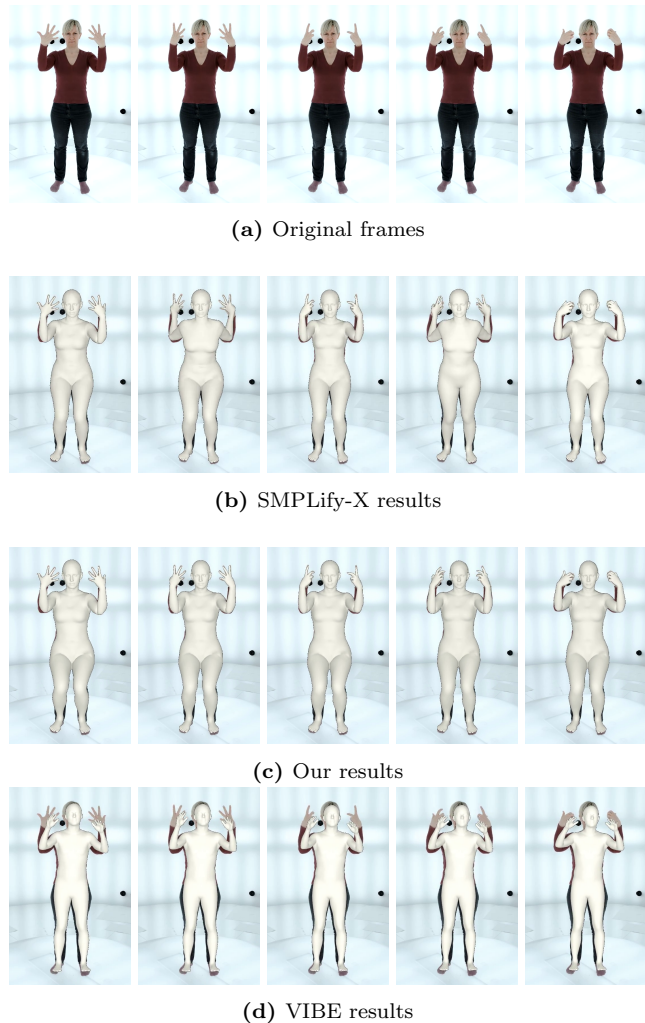 (a) Original frames
(b) SMPLify-X results
(c) Our results
(d) VIBE results